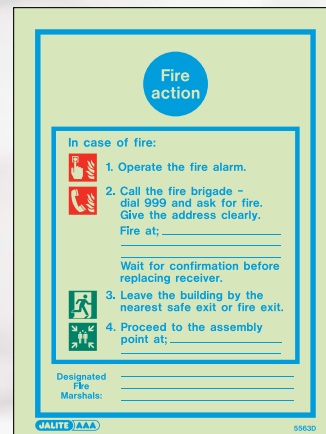 Fire
action
In case of fire:
1. Operate the fire alarm.
2. Call the fire brigade –
dial 999 and ask for fire.
Give the address clearly.
Fire at;
Wait for confirmation before
replacing receiver.
3. Leave the building by the
nearest safe exit or fire exit.
4. Proceed to the assembly
point at;
Designated
Fire
Marshals:
JALITE AAA
5563D